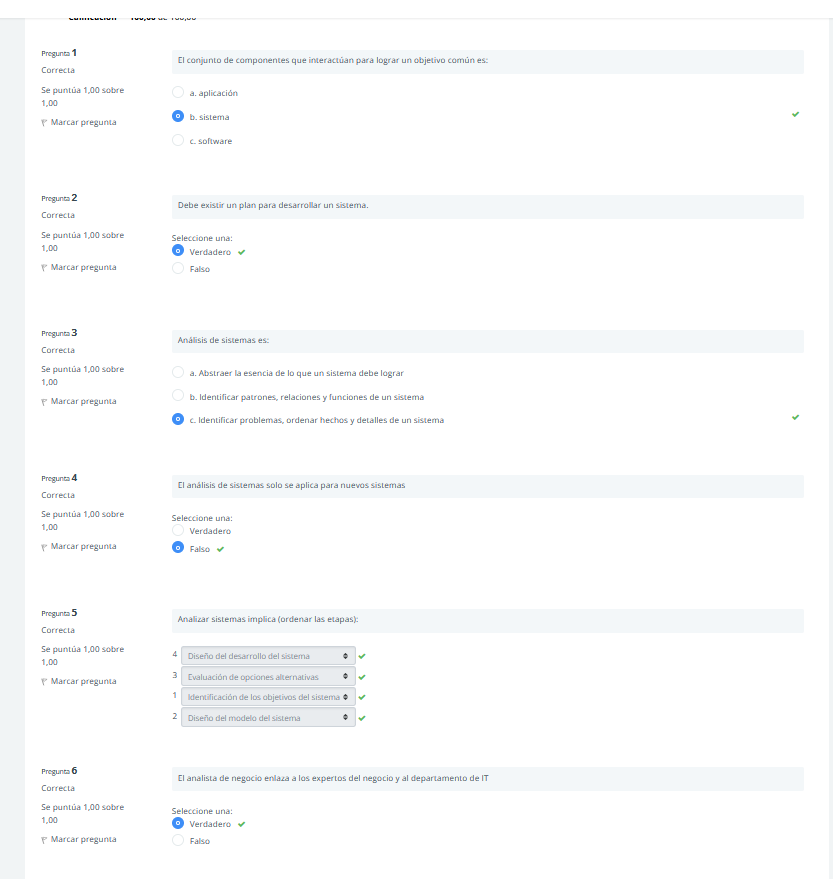 Calificación 100,00 de 100,00
Pregunta 1
Correcta
Se puntúa 1,00 sobre
1,00
Marcar pregunta
El conjunto de componentes que interactúan para lograr un objetivo común es:
a. aplicación
b. sistema
c. software
Pregunta 2
Correcta
Se puntúa 1,00 sobre
1,00
Marcar pregunta
Debe existir un plan para desarrollar un sistema.
Seleccione una:
Verdadero
Falso
Pregunta 3
Correcta
Se puntúa 1,00 sobre
1,00
Marcar pregunta
Análisis de sistemas es:
a. Abstraer la esencia de lo que un sistema debe lograr
b. Identificar patrones, relaciones y funciones de un sistema
c. Identificar problemas, ordenar hechos y detalles de un sistema
Pregunta 4
Correcta
Se puntúa 1,00 sobre
1,00
Marcar pregunta
El análisis de sistemas solo se aplica para nuevos sistemas
Seleccione una:
Verdadero
Falso
Pregunta 5
Correcta
Se puntúa 1,00 sobre
1,00
Marcar pregunta
Analizar sistemas implica (ordenar las etapas):
4 Diseño del desarrollo del sistema
3 Evaluación de opciones alternativas
1 Identificación de los objetivos del sistema
2 Diseño del modelo del sistema
Pregunta 6
Correcta
Se puntúa 1,00 sobre
1,00
Marcar pregunta
El analista de negocio enlaza a los expertos del negocio y al departamento de IT
Seleccione una:
Verdadero
Falso